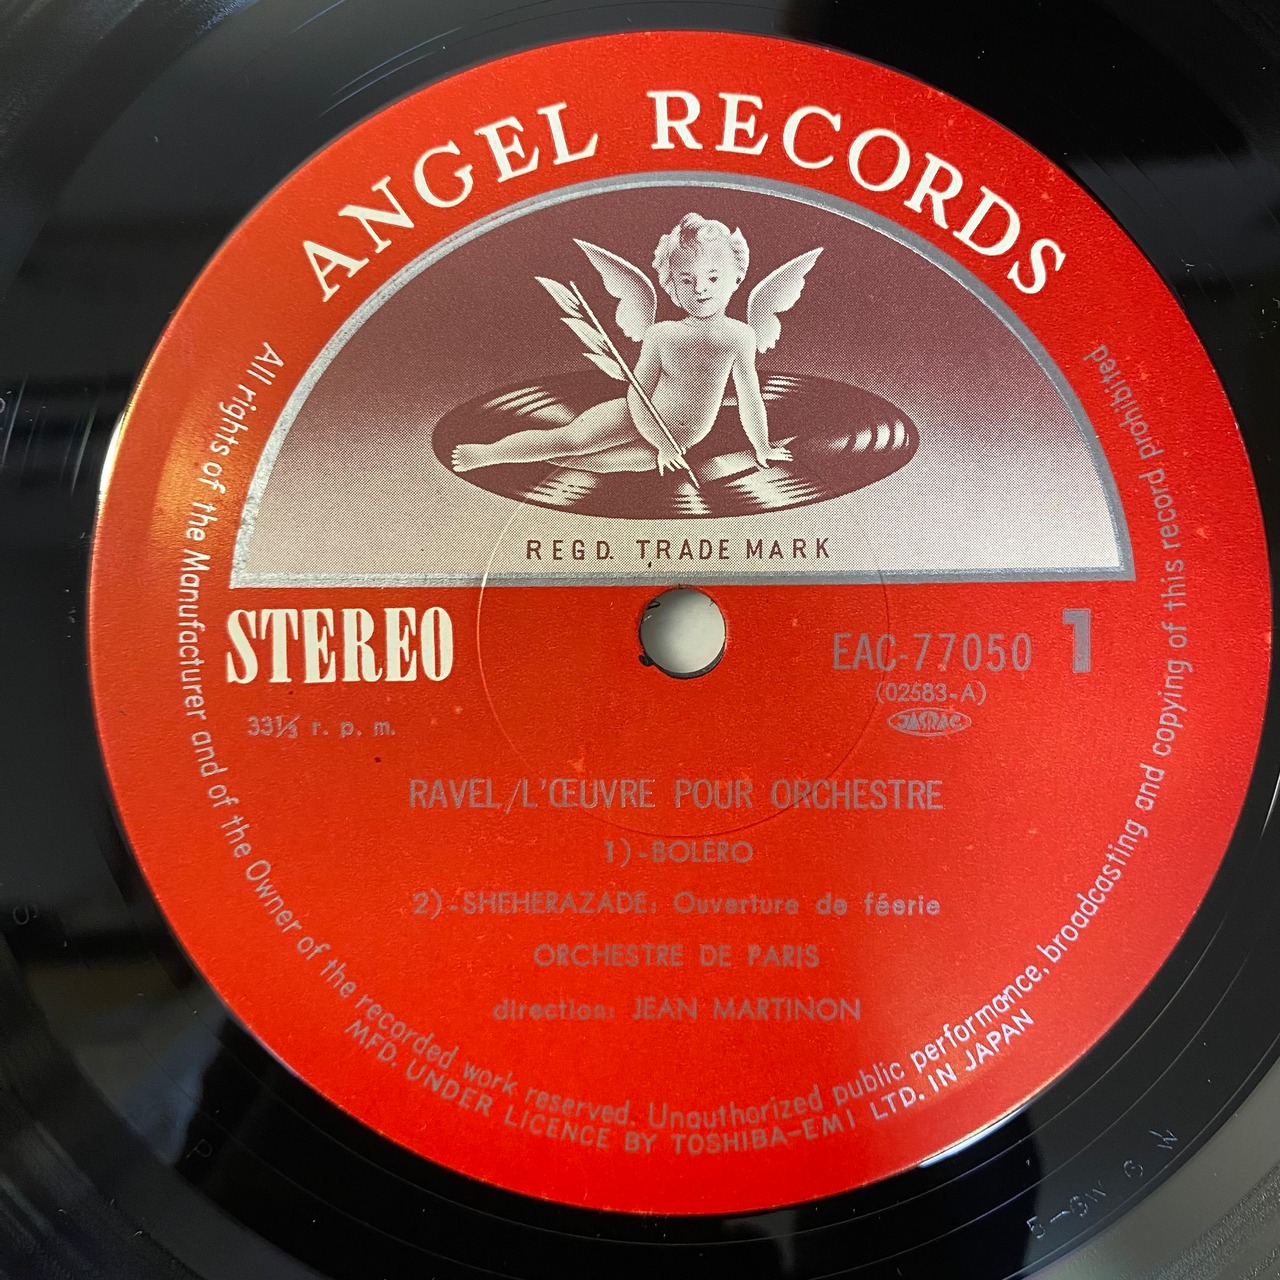 ANGEL RECORDS
REGD. TRADE MARK
STEREO
EAC-77050 1
(02583-A)
JASRAC
33⅓ r. p. m.
RAVEL/L'ŒUVRE POUR ORCHESTRE
1)-BOLERO
2)-SHEHERAZADE: Ouverture de féerie
ORCHESTRE DE PARIS
direction: JEAN MARTINON
All rights of the Manufacturer and of the Owner of the recorded work reserved. Unauthorized public performance, broadcasting and copying of this record prohibited
MFD. UNDER LICENCE BY TOSHIBA-EMI LTD. IN JAPAN